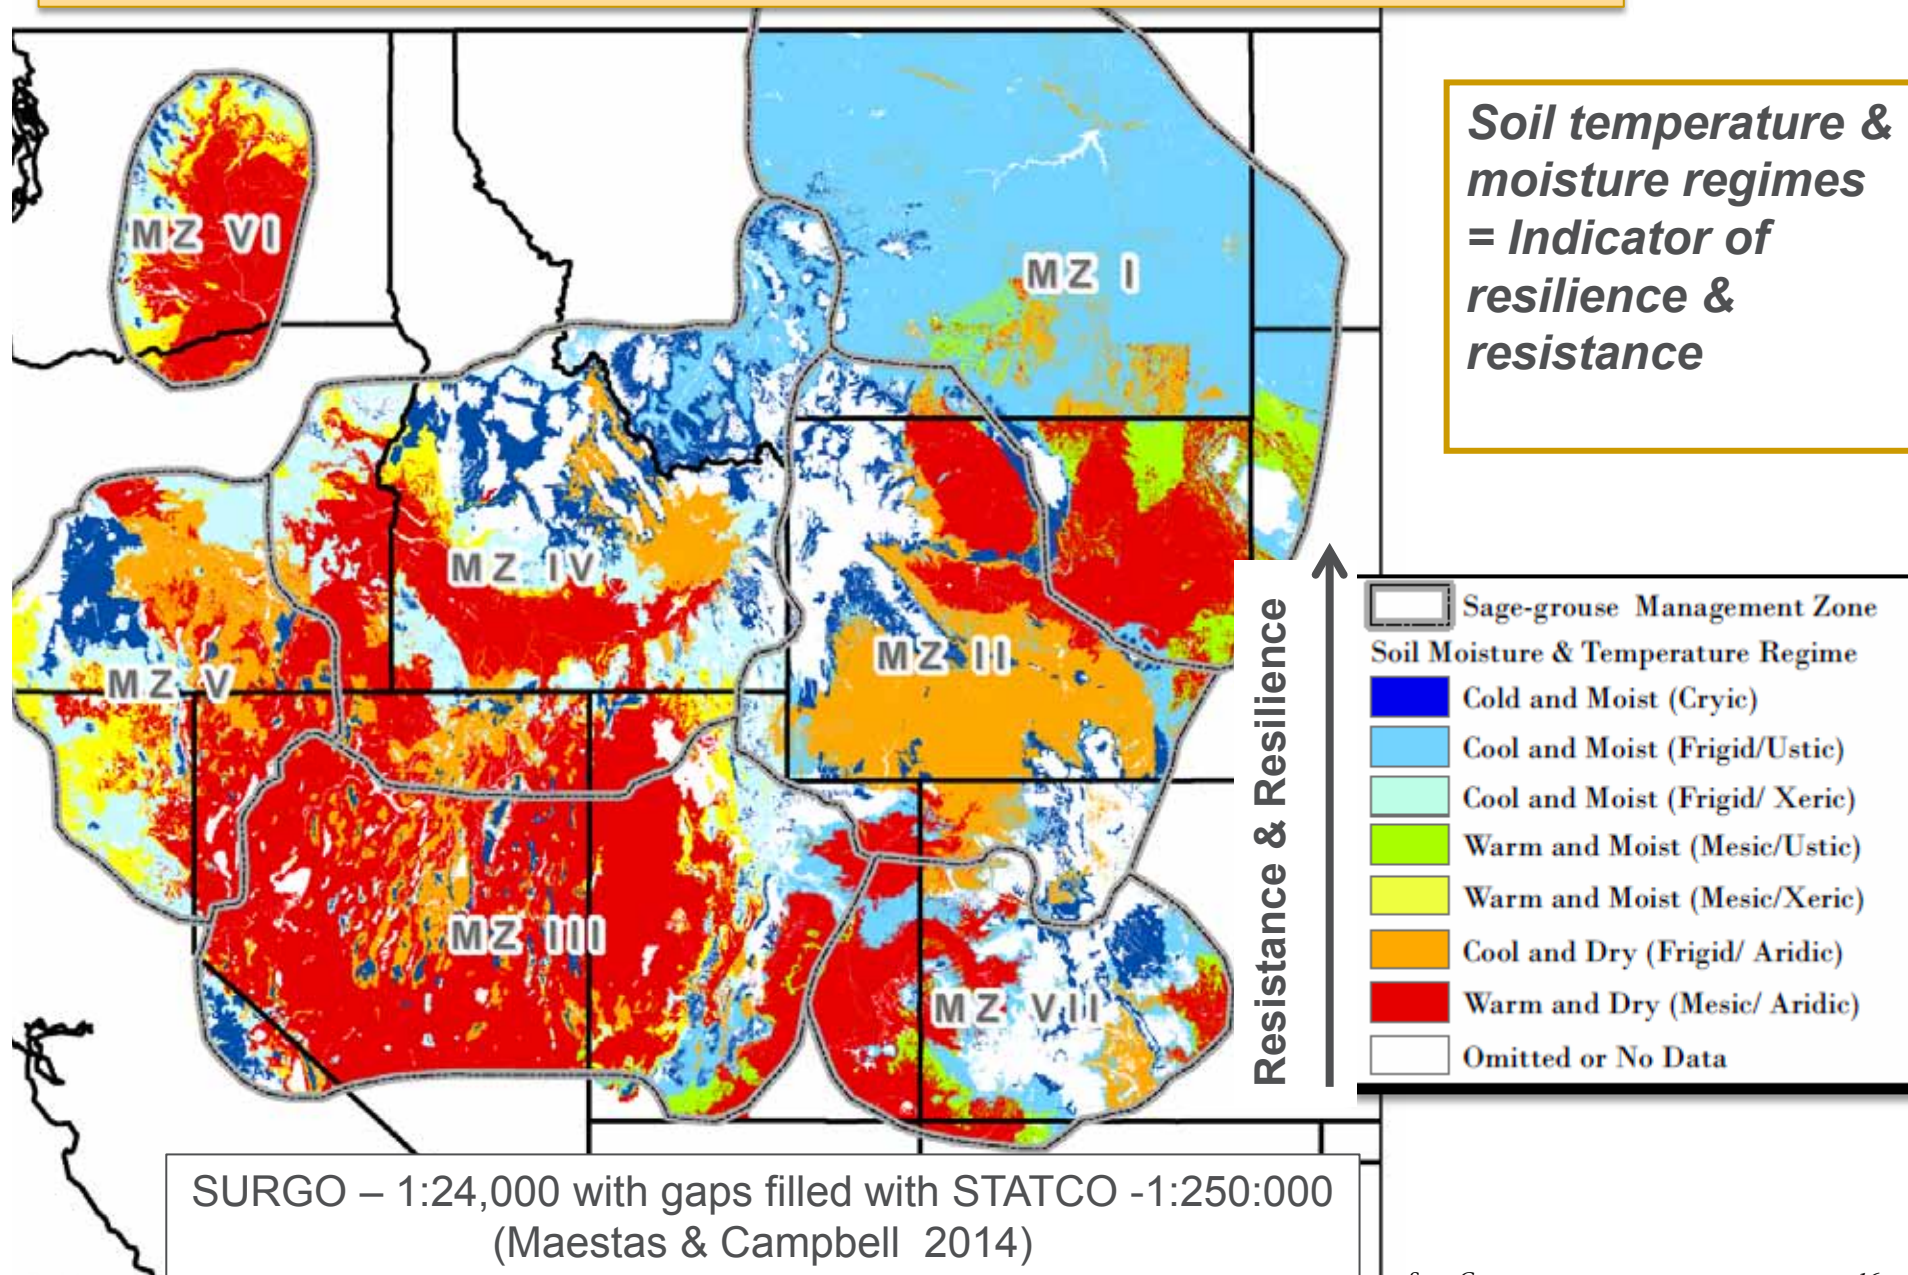 Soil temperature &
moisture regimes
= Indicator of
resilience &
resistance
MZ VI
MZ I
MZ IV
MZ II
MZ V
MZ III
MZ VII
Resistance & Resilience
Sage-grouse Management Zone
Soil Moisture & Temperature Regime
Cold and Moist (Cryic)
Cool and Moist (Frigid/Ustic)
Cool and Moist (Frigid/ Xeric)
Warm and Moist (Mesic/Ustic)
Warm and Moist (Mesic/Xeric)
Cool and Dry (Frigid/ Aridic)
Warm and Dry (Mesic/ Aridic)
Omitted or No Data
SURGO – 1:24,000 with gaps filled with STATCO -1:250:000
(Maestas & Campbell 2014)